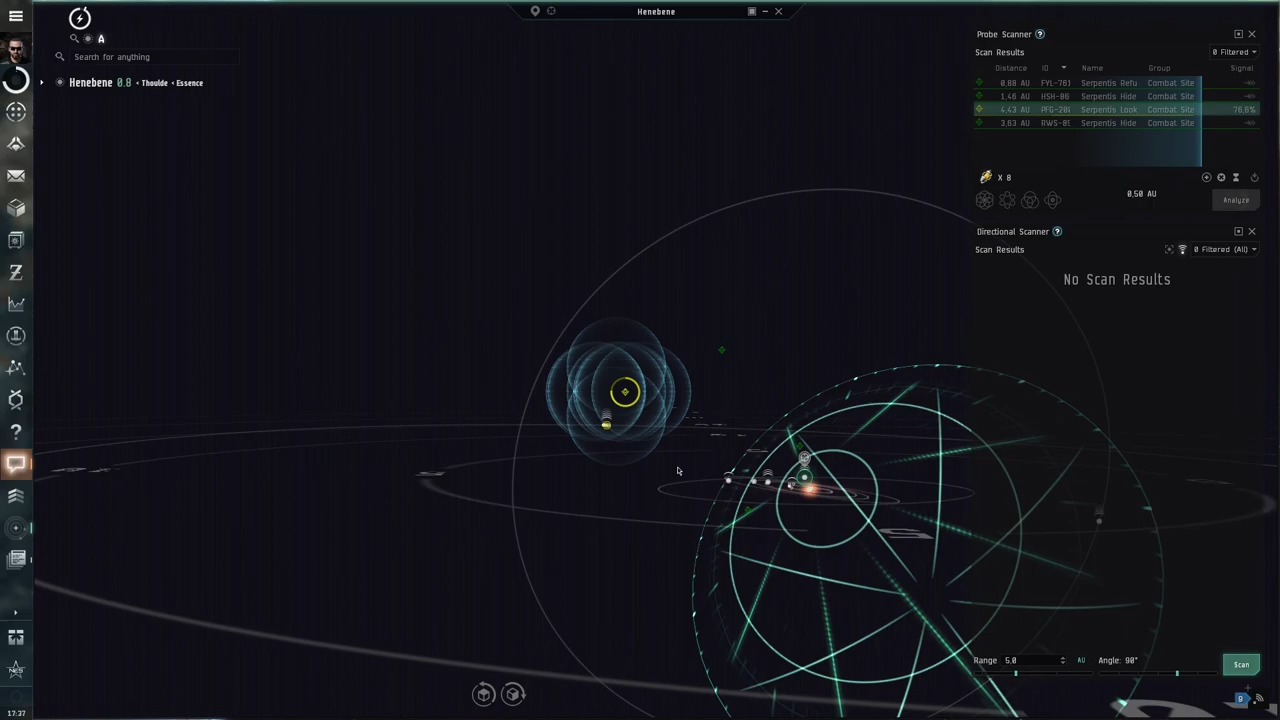 Henebene
Search for anything
Henebene 0.8 ◂ Thoulde ◂ Essence
Probe Scanner
Scan Results
0 Filtered
Distance ID Name Group Signal
0,88 AU FYL-761 Serpentis Refu Combat Site
1,46 AU HSH-86 Serpentis Hide Combat Site
4,43 AU PFG-20 Serpentis Look Combat Site 76,6%
3,63 AU RWS-8 Serpentis Hide Combat Site
X 8
0,50 AU
Analyze
Directional Scanner
Scan Results
0 Filtered (All)
No Scan Results
Range 5,0 AU Angle: 90°
Scan
9
17:37